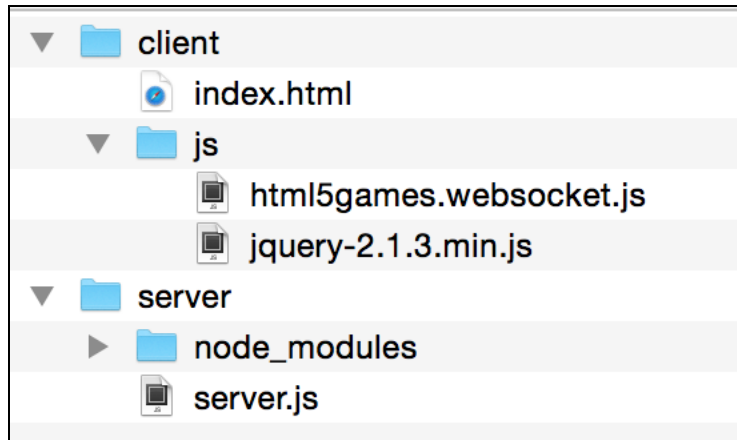 client
index.html
js
html5games.websocket.js
jquery-2.1.3.min.js
server
node_modules
server.js